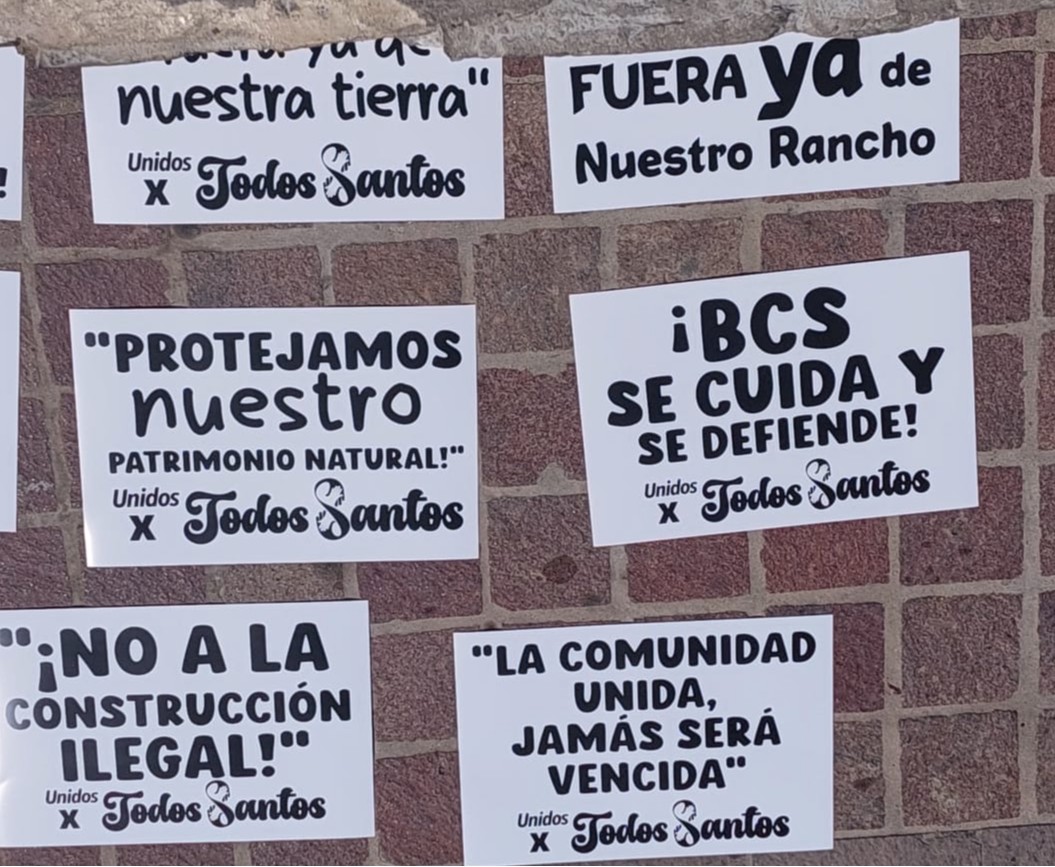 ya de
nuestra tierra"
Unidos
X Todos Santos
FUERA ya de
Nuestro Rancho
!
"PROTEJAMOS
nuestro
PATRIMONIO NATURAL!"
Unidos
X Todos Santos
¡BCS
SE CUIDA Y
SE DEFIENDE!
Unidos
X Todos Santos
"¡NO A LA
CONSTRUCCIÓN
ILEGAL!"
Unidos
X Todos Santos
"LA COMUNIDAD
UNIDA,
JAMÁS SERÁ
VENCIDA"
Unidos
X Todos Santos